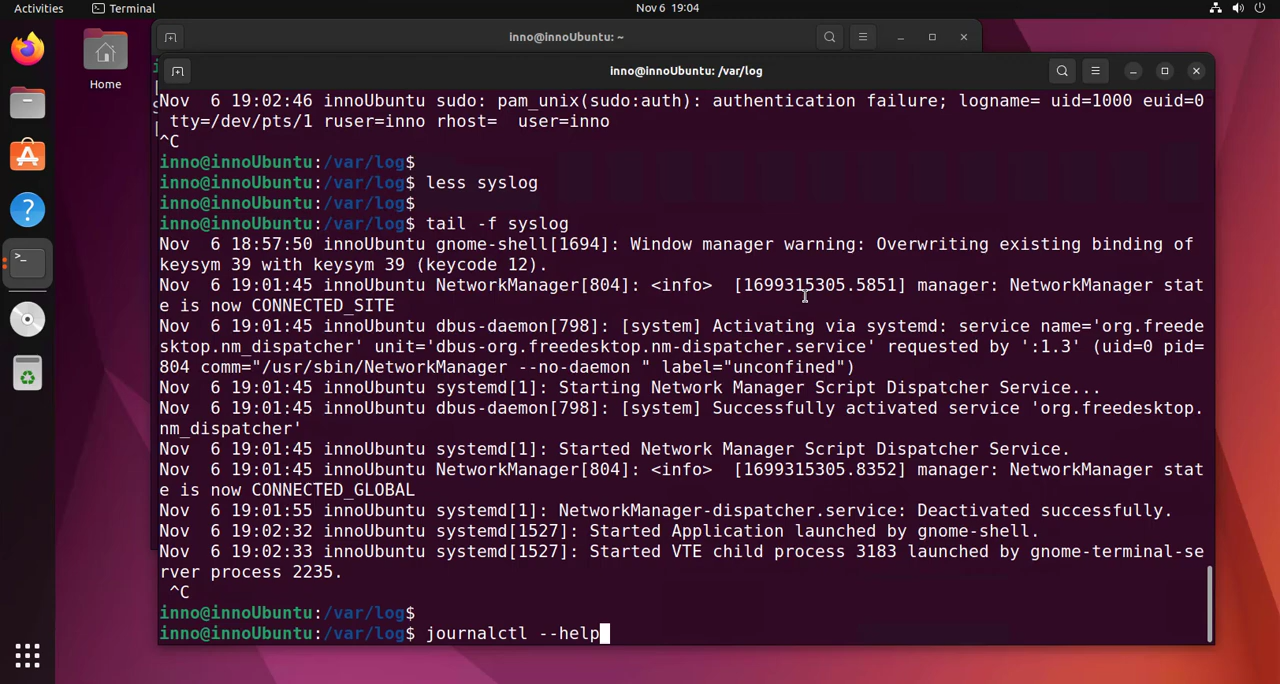 Activities Terminal Nov 6 19:04
inno@innoUbuntu: ~
Home
inno@innoUbuntu: /var/log
Nov  6 19:02:46 innoUbuntu sudo: pam_unix(sudo:auth): authentication failure; logname= uid=1000 euid=0
 tty=/dev/pts/1 ruser=inno rhost=  user=inno
^C
inno@innoUbuntu:/var/log$
inno@innoUbuntu:/var/log$ less syslog
inno@innoUbuntu:/var/log$
inno@innoUbuntu:/var/log$ tail -f syslog
Nov  6 18:57:50 innoUbuntu gnome-shell[1694]: Window manager warning: Overwriting existing binding of
keysym 39 with keysym 39 (keycode 12).
Nov  6 19:01:45 innoUbuntu NetworkManager[804]: <info>  [1699315305.5851] manager: NetworkManager stat
e is now CONNECTED_SITE
Nov  6 19:01:45 innoUbuntu dbus-daemon[798]: [system] Activating via systemd: service name='org.freede
sktop.nm_dispatcher' unit='dbus-org.freedesktop.nm-dispatcher.service' requested by ':1.3' (uid=0 pid=
804 comm="/usr/sbin/NetworkManager --no-daemon " label="unconfined")
Nov  6 19:01:45 innoUbuntu systemd[1]: Starting Network Manager Script Dispatcher Service...
Nov  6 19:01:45 innoUbuntu dbus-daemon[798]: [system] Successfully activated service 'org.freedesktop.
nm_dispatcher'
Nov  6 19:01:45 innoUbuntu systemd[1]: Started Network Manager Script Dispatcher Service.
Nov  6 19:01:45 innoUbuntu NetworkManager[804]: <info>  [1699315305.8352] manager: NetworkManager stat
e is now CONNECTED_GLOBAL
Nov  6 19:01:55 innoUbuntu systemd[1]: NetworkManager-dispatcher.service: Deactivated successfully.
Nov  6 19:02:32 innoUbuntu systemd[1527]: Started Application launched by gnome-shell.
Nov  6 19:02:33 innoUbuntu systemd[1527]: Started VTE child process 3183 launched by gnome-terminal-se
rver process 2235.
 ^C
inno@innoUbuntu:/var/log$
inno@innoUbuntu:/var/log$ journalctl --help